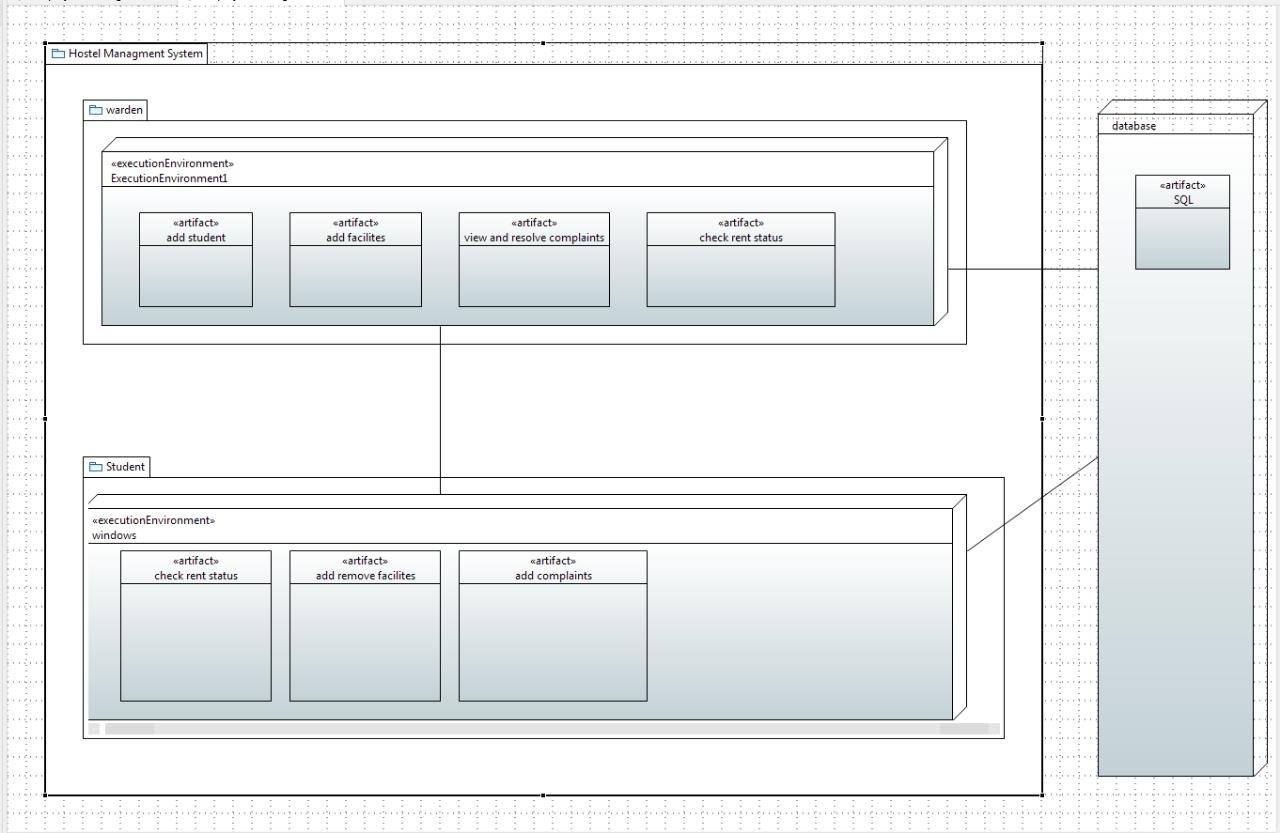 Hostel Managment System
warden
«executionEnvironment»
ExecutionEnvironment1
«artifact»
add student
«artifact»
add facilites
«artifact»
view and resolve complaints
«artifact»
check rent status
database
«artifact»
SQL
Student
«executionEnvironment»
windows
«artifact»
check rent status
«artifact»
add remove facilites
«artifact»
add complaints